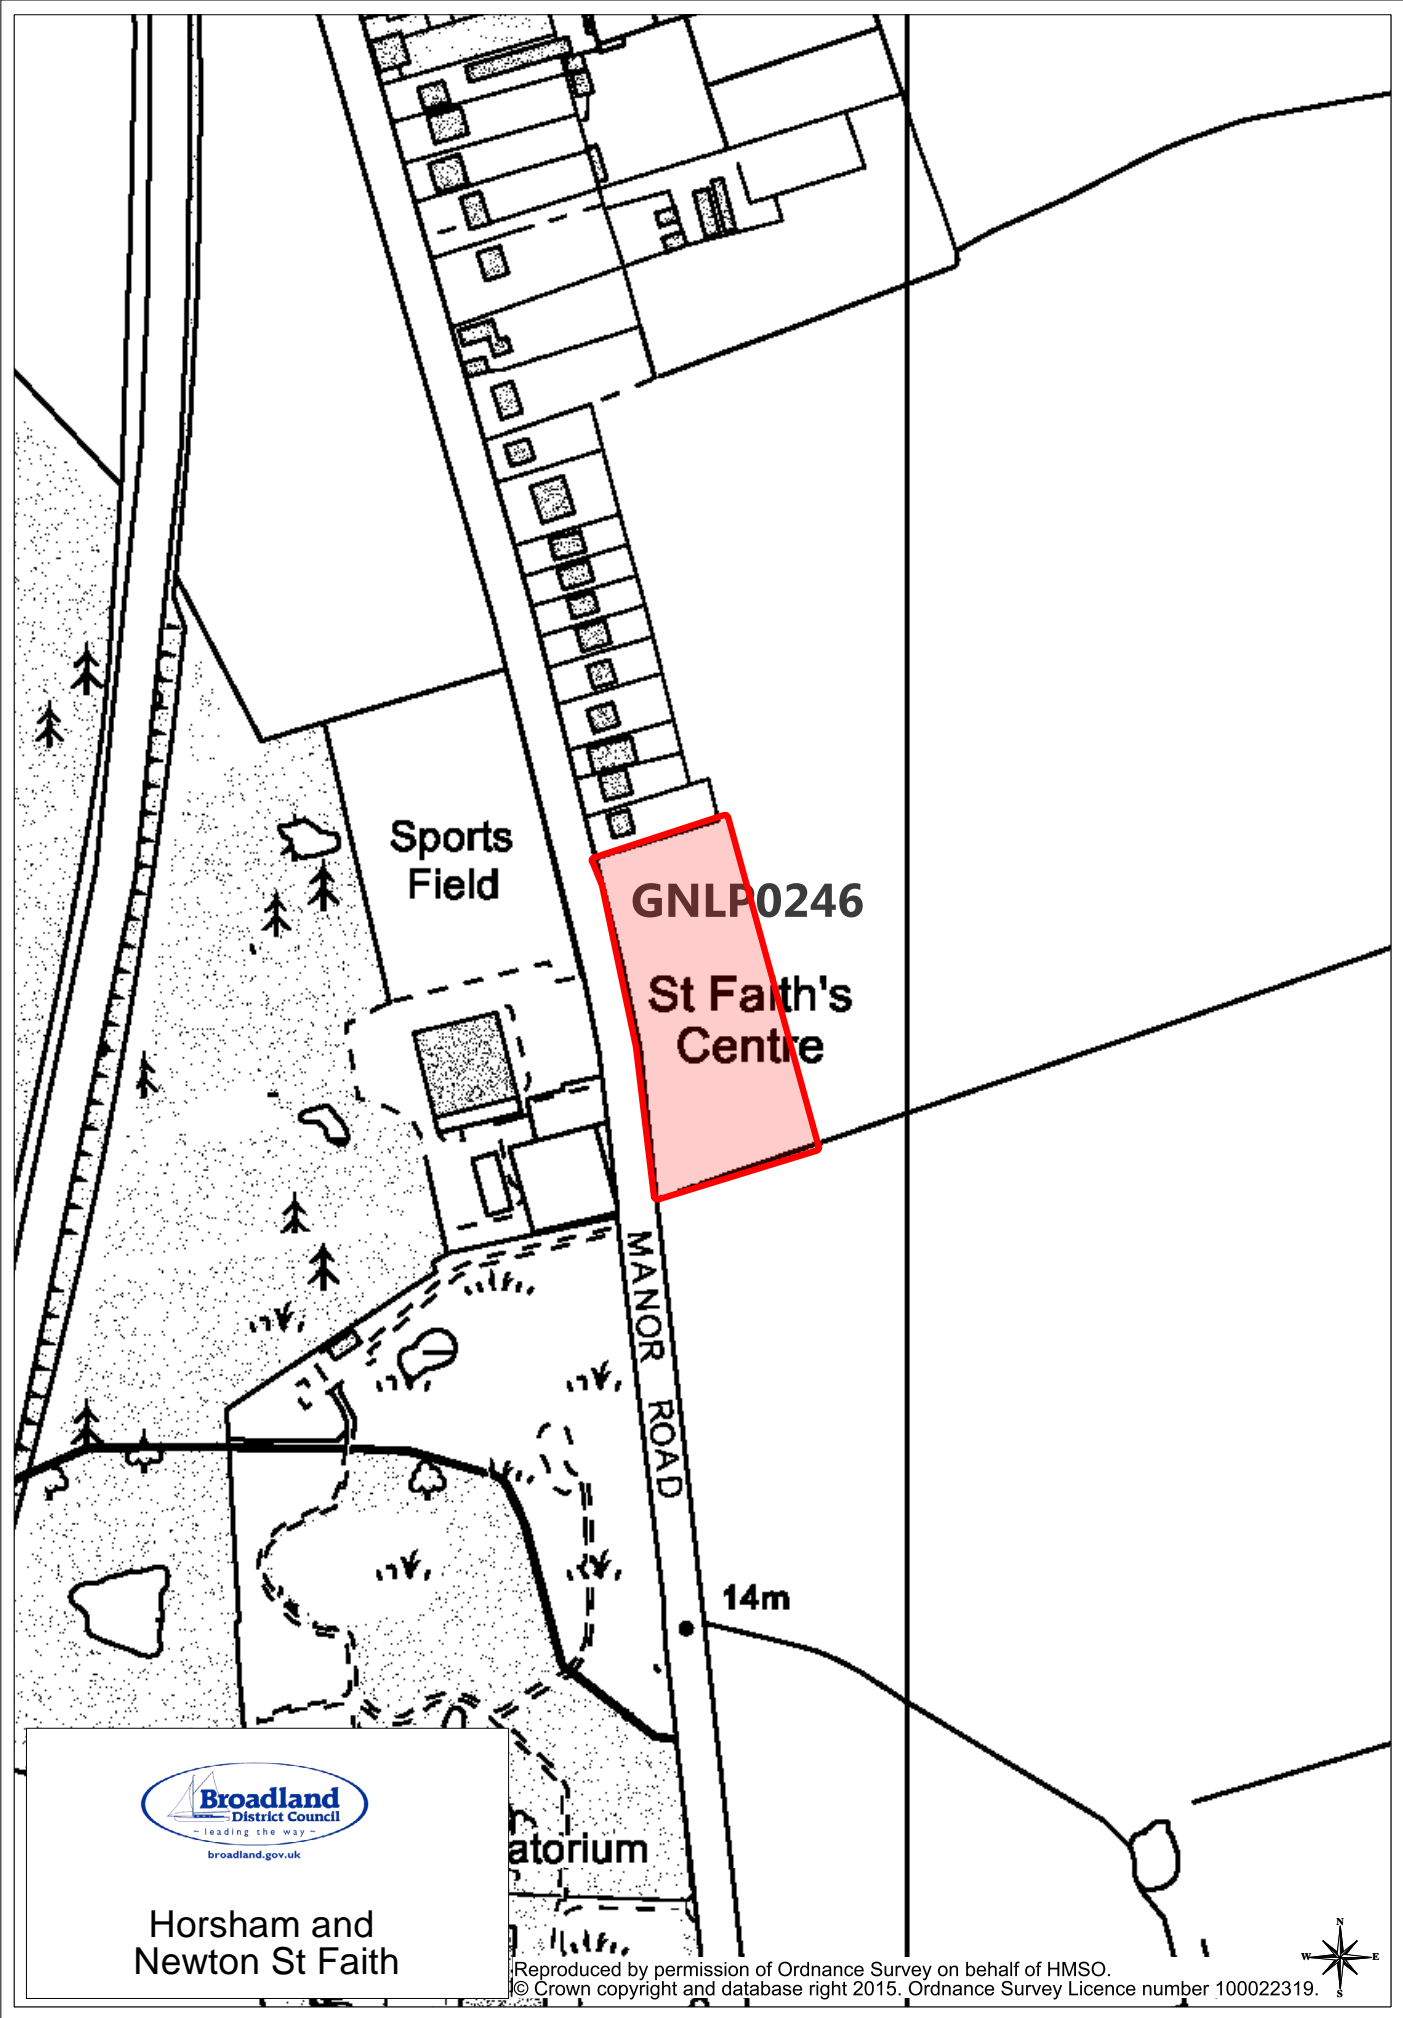 Sports
Field
GNLP0246
St Faith's
Centre
MANOR ROAD
14m
Broadland
District Council
~ leading the way ~
broadland.gov.uk
atorium
Horsham and
Newton St Faith
N
W E
S
Reproduced by permission of Ordnance Survey on behalf of HMSO.
© Crown copyright and database right 2015. Ordnance Survey Licence number 100022319.